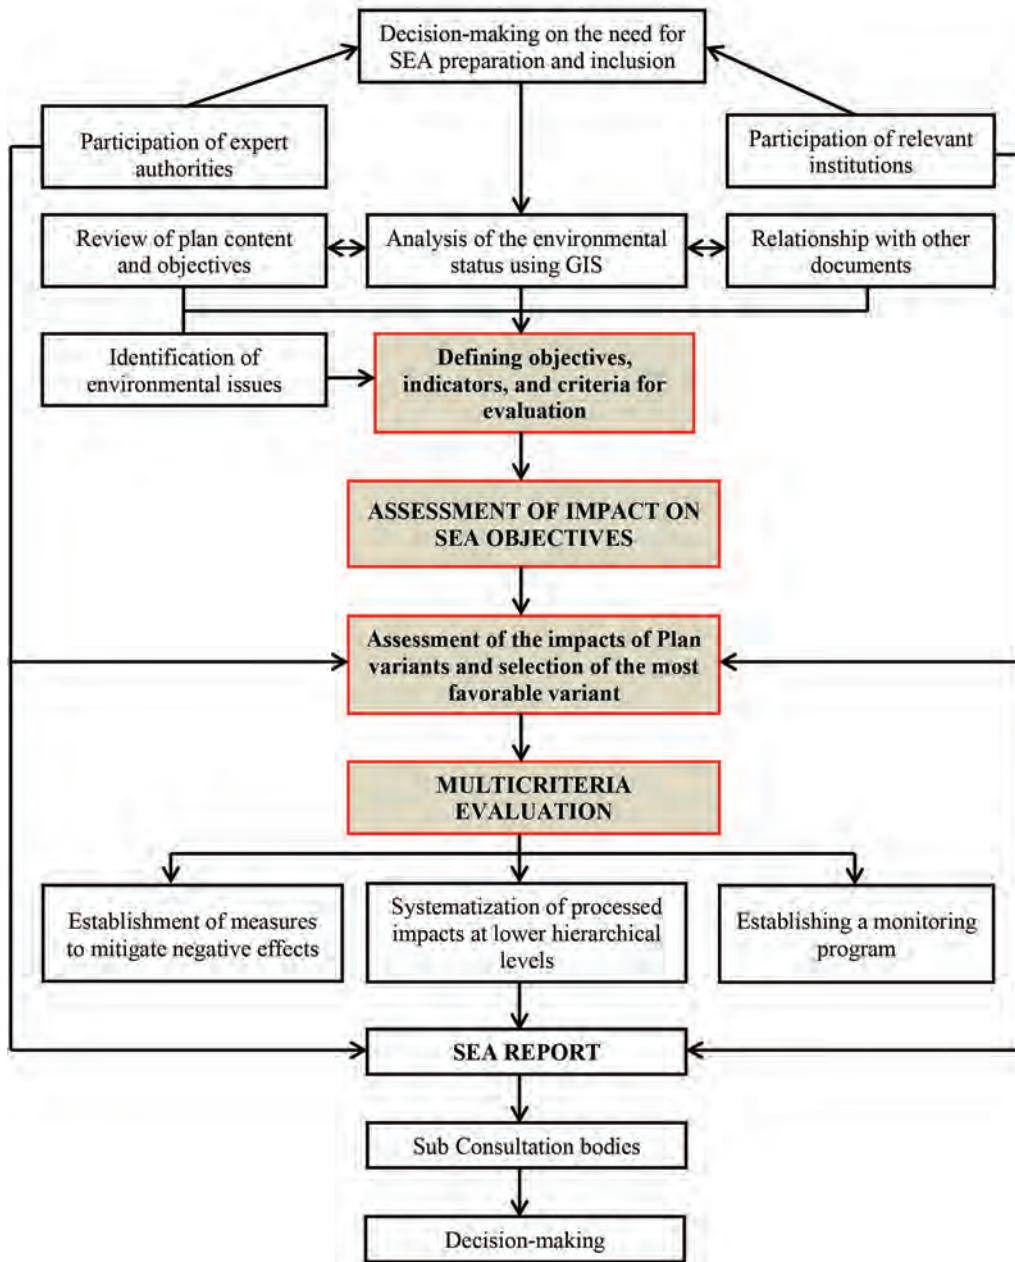 Decision-making on the need for
SEA preparation and inclusion
Participation of expert
authorities
Participation of relevant
institutions
Review of plan content
and objectives
Analysis of the environmental
status using GIS
Relationship with other
documents
Identification of
environmental issues
Defining objectives,
indicators, and criteria for
evaluation
ASSESSMENT OF IMPACT ON
SEA OBJECTIVES
Assessment of the impacts of Plan
variants and selection of the most
favorable variant
MULTICRITERIA
EVALUATION
Establishment of measures
to mitigate negative effects
Systematization of processed
impacts at lower hierarchical
levels
Establishing a monitoring
program
SEA REPORT
Sub Consultation bodies
Decision-making